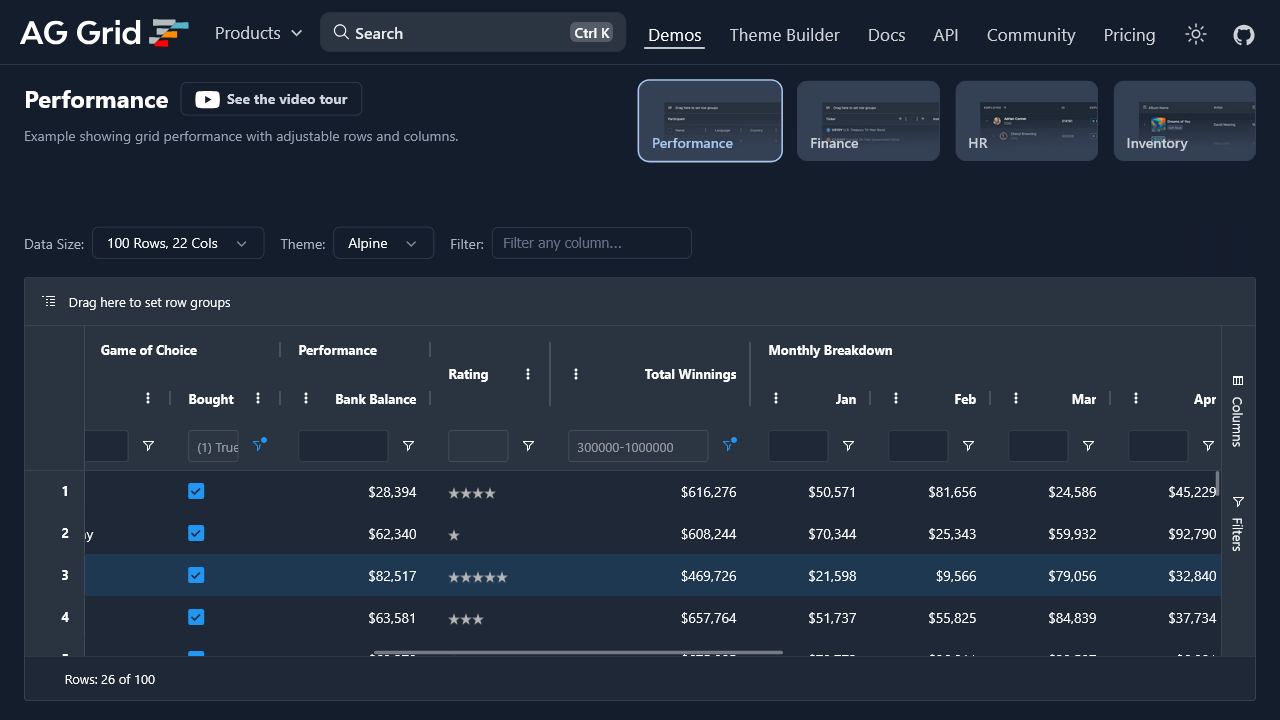 AG Grid Products Search Ctrl K Demos Theme Builder Docs API Community Pricing
Performance See the video tour
Example showing grid performance with adjustable rows and columns.
Performance Finance HR Inventory
Data Size: 100 Rows, 22 Cols Theme: Alpine Filter: Filter any column...
Drag here to set row groups
Game of Choice Performance Monthly Breakdown
Rating Total Winnings
Bought Bank Balance Jan Feb Mar Apr
(1) True 300000-1000000
1 $28,394 ★★★★ $616,276 $50,571 $81,656 $24,586 $45,229
2 $62,340 ★ $608,244 $70,344 $25,343 $59,932 $92,790
3 $82,517 ★★★★★ $469,726 $21,598 $9,566 $79,056 $32,840
4 $63,581 ★★★ $657,764 $51,737 $55,825 $84,839 $37,734
Columns
Filters
Rows: 26 of 100